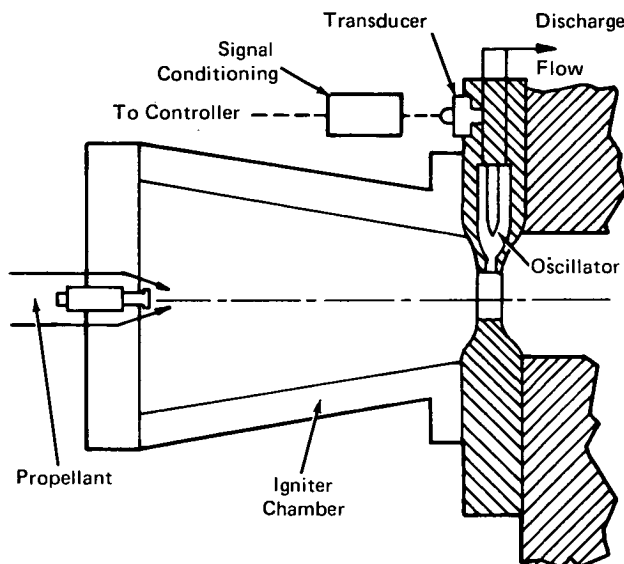 Transducer
Discharge
Flow
Signal
Conditioning
To Controller
Oscillator
Propellant
Igniter
Chamber